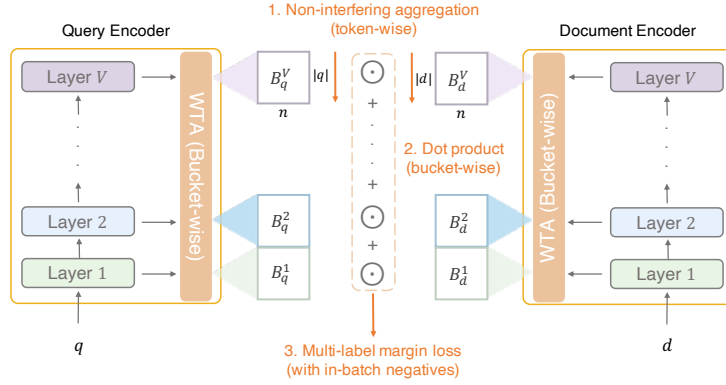 1. Non-interfering aggregation
(token-wise)
Query Encoder
Document Encoder
Layer V
WTA (Bucket-wise)
B_q^V
|q|
n
⊙
|d|
B_d^V
n
WTA (Bucket-wise)
Layer V
+
.
.
.
+
2. Dot product
(bucket-wise)
Layer 2
B_q^2
⊙
B_d^2
Layer 2
+
Layer 1
B_q^1
⊙
B_d^1
Layer 1
q
3. Multi-label margin loss
(with in-batch negatives)
d